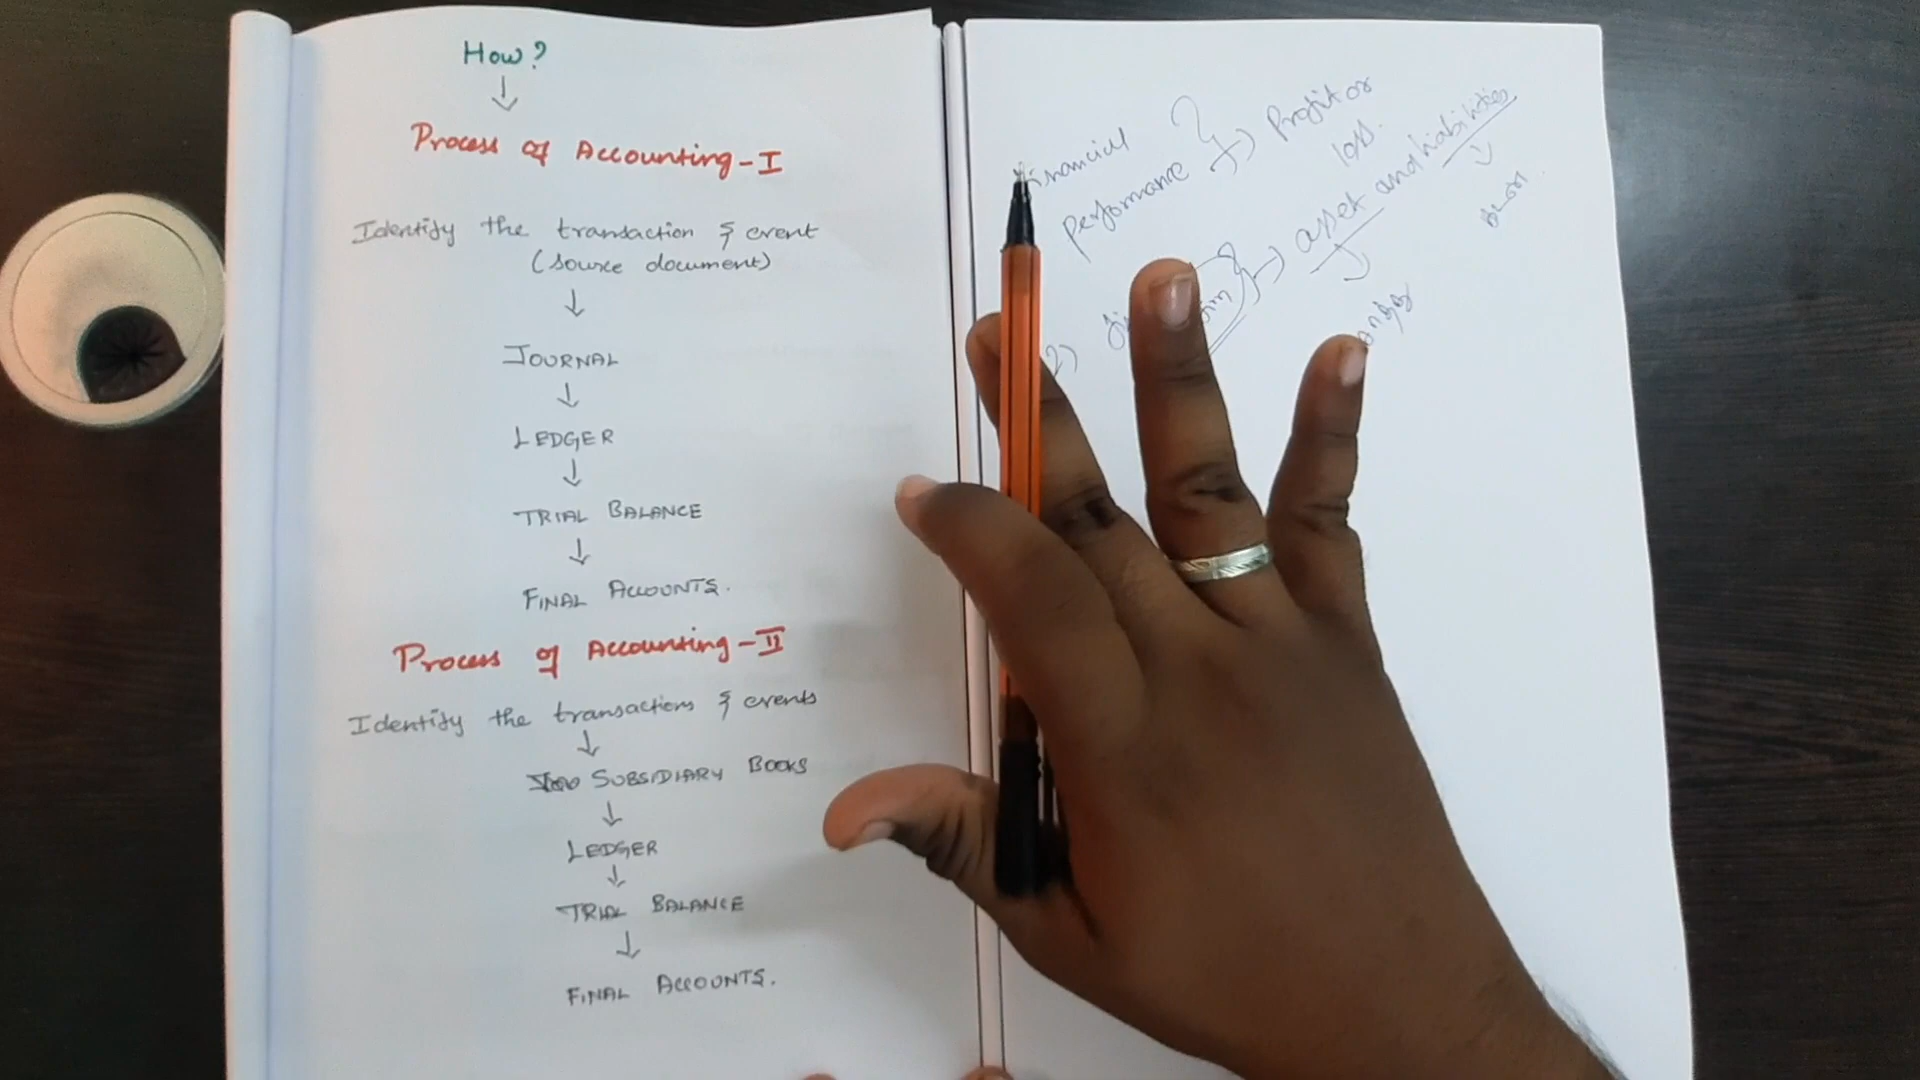 How?
↓
Process of Accounting - I
Identify the transaction & event
(source document)
↓
JOURNAL
↓
LEDGER
↓
TRIAL BALANCE
↓
FINAL ACCOUNTS.
Process of Accounting - II
Identify the transactions & events
↓
SUBSIDIARY BOOKS
↓
LEDGER
↓
TRIAL BALANCE
↓
FINAL ACCOUNTS.
financial
performance } → Profit or
loss.
2) } → asset and liabilities
கடன்.